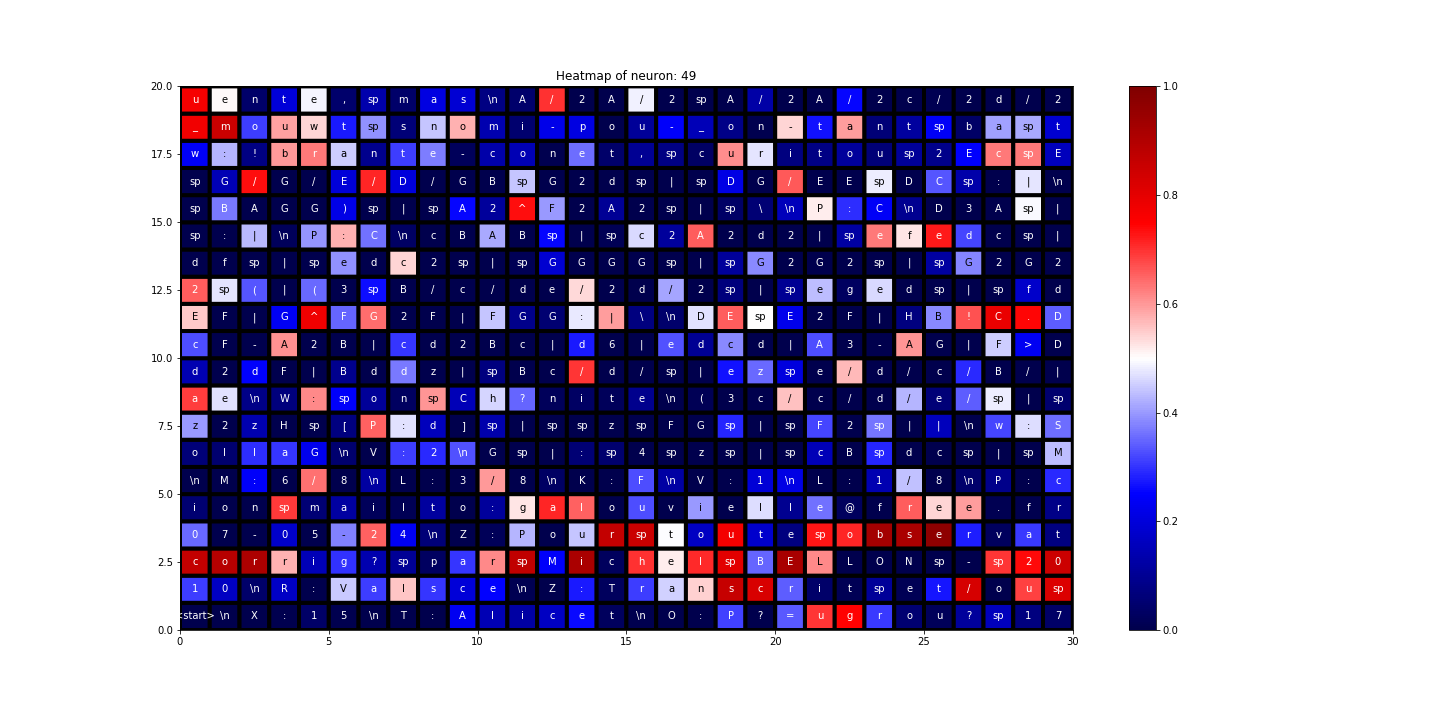 Heatmap of neuron: 49
20.0 u e n t e , sp m a s \n A / 2 A / 2 sp A / 2 A / 2 c / 2 d / 2 1.0
_ m o u w t sp s n o m i - p o u - _ o n - t a n t sp b a sp t
17.5 w : ! b r a n t e - c o n e t , sp c u r i t o u sp 2 E c sp E
sp G / G / E / D / G B sp G 2 d sp | sp D G / E E sp D C sp : | \n
15.0 sp B A G G ) sp | sp A 2 ^ F 2 A 2 sp | sp \ \n P : C \n D 3 A sp | 0.8
sp : | \n P : C \n c B A B sp | sp c 2 A 2 d 2 | sp e f e d c sp |
d f sp | sp e d c 2 sp | sp G G G G sp | sp G 2 G 2 sp | sp G 2 G 2
12.5 2 sp ( | ( 3 sp B / c / d e / 2 d / 2 sp | sp e g e d sp | sp f d
E F | G ^ F G 2 F | F G G : | \ \n D E sp E 2 F | H B ! C D 0.6
10.0 c F - A 2 B | c d 2 B c | d 6 | e d c d | A 3 - A G | F > D
d 2 d F | B d d z | sp B c / d / sp | e z sp e / d / c / B / |
a e \n W : sp o n sp C h ? n i t e \n ( 3 c / c / d / e / sp | sp 0.4
7.5 z 2 z H sp [ P : d ] sp | sp sp z sp F G sp | sp F 2 sp | | \n w : S
o l l a G \n V : 2 \n G sp | : sp 4 sp z sp | sp c B sp d c sp | sp M
\n M : 6 / 8 \n L : 3 / 8 \n K : F \n V : 1 \n L : 1 / 8 \n P : c
5.0 i o n sp m a i l t o : g a l o u v i e l l e @ f r e e . f r
0 7 - 0 5 - 2 4 \n Z : P o u r sp t o u t e sp o b s e r v a t 0.2
2.5 c o r r i g ? sp p a r sp M i c h e l sp B E L L O N sp - sp 2 0
1 0 \n R : V a l s c e \n Z : T r a n s c r i t sp e t / o u sp
0.0 <start> \n X : 1 5 \n T : A l i c e t \n O : P ? = u g r o u ? sp 1 7 0.0
0 5 10 15 20 25 30